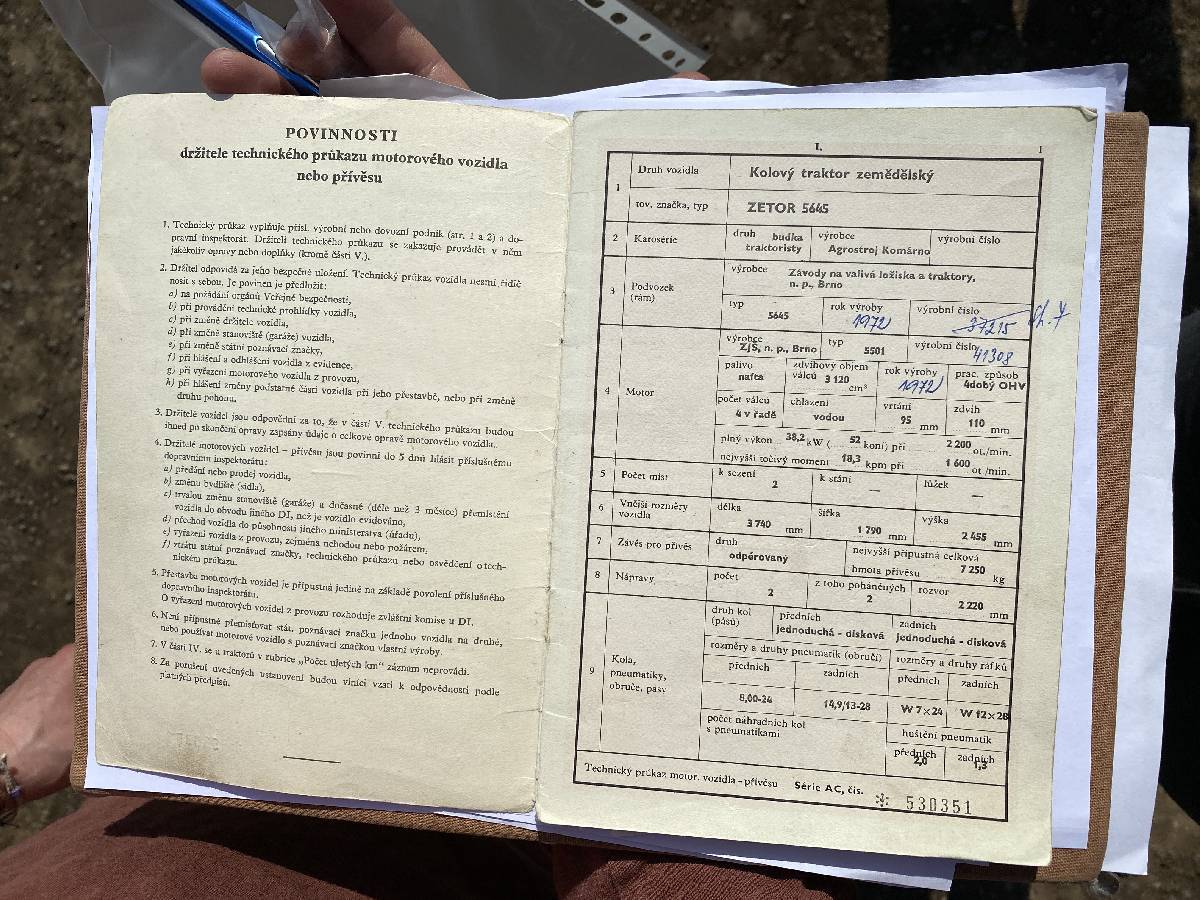 POVINNOSTI
držitele technického průkazu motorového vozidla
nebo přívěsu
1. Technický průkaz vyplňuje přísl. výrobní nebo dovozní podnik (str. 1 a 2) a do-
pravní inspektorát. Držiteli technického průkazu se zakazuje provádět v něm
jakékoliv opravy nebo doplňky (kromě části V.).
2. Držitel odpovídá za jeho bezpečné uložení. Technický průkaz vozidla nesmí řidič
nosit s sebou. Je povinen je předložit:
a) na požádání orgánů Veřejné bezpečnosti,
b) při provádění technické prohlídky vozidla,
c) při změně držitele vozidla,
d) při změně stanoviště (garáže) vozidla,
e) při změně státní poznávací značky,
f) při hlášení a odhlášení vozidla z evidence,
g) při vyřazení motorového vozidla z provozu,
h) při hlášení změny podstatné části vozidla při jeho přestavbě, nebo při změně
druhu pohonu.
3. Držitelé vozidel jsou odpovědní za to, že v části V. technického průkazu budou
ihned po skončení opravy zapsány údaje o celkové opravě motorového vozidla.
4. Držitelé motorových vozidel – přívěsu jsou povinni do 5 dnů hlásit příslušnému
dopravnímu inspektorátu:
a) předání nebo prodej vozidla,
b) změnu bydliště (sídla),
c) trvalou změnu stanoviště (garáže) a dočasné (déle než 3 měsíce) přemístění
vozidla do obvodu jiného DI, než je vozidlo evidováno,
d) přechod vozidla do působnosti jiného ministerstva (úřadu),
e) vyřazení vozidla z provozu, zejména nehodou nebo požárem,
f) ztrátu státní poznávací značky, technického průkazu nebo osvědčení o tech-
nickém průkazu.
5. Přestavba motorových vozidel je přípustná jedině na základě povolení příslušného
dopravního inspektorátu.
O vyřazení motorových vozidel z provozu rozhoduje zvláštní komise u DI.
6. Není přípustné přemisťovat stát. poznávací značku jednoho vozidla na druhé,
nebo používat motorové vozidlo s poznávací značkou vlastní výroby.
7. V části IV. se u traktorů v rubrice „Počet ujetých km“ záznam neprovádí.
8. Za porušení uvedených ustanovení budou viníci vzati k odpovědnosti podle
platných předpisů.
I. 1
1 Druh vozidla Kolový traktor zemědělský
tov. značka, typ ZETOR 5645
2 Karosérie druh budka traktoristy výrobce Agrostroj Komárno výrobní číslo
3 Podvozek (rám) výrobce Závody na valivá ložiska a traktory,
n. p., Brno
typ 5645 rok výroby 1972 výrobní číslo 37215
4 Motor výrobce ZJŠ, n. p., Brno typ 5501 výrobní číslo 41308
palivo nafta zdvihový objem válců 3 120 cm³ rok výroby 1972 prac. způsob 4dobý OHV
počet válců 4 v řadě chlazení vodou vrtání 95 mm zdvih 110 mm
plný výkon 38,2 kW ( 52 koní) při 2 200 ot./min.
nejvyšší točivý moment 18,3 kpm při 1 600 ot./min.
5 Počet míst k sezení 2 k stání — lůžek —
6 Vnější rozměry vozidla délka 3 740 mm šířka 1 790 mm výška 2 455 mm
7 Závěs pro přívěs druh odpérovaný nejvyšší přípustná celková
hmota přívěsu 7 250 kg
8 Nápravy počet 2 z toho poháněných 2 rozvor 2 220 mm
9 Kola, pneumatiky, obruče, pásy druh kol (pásů) předních jednoduchá - disková zadních jednoduchá - disková
rozměry a druhy pneumatik (obručí) rozměry a druhy ráfků
předních zadních předních zadních
8,00-24 14,9/13-28 W 7×24 W 12×28
počet náhradních kol s pneumatikami huštění pneumatik
předních 2,0 zadních 1,3
Technický průkaz motor. vozidla - přívěsu Série AC, čís. 530351